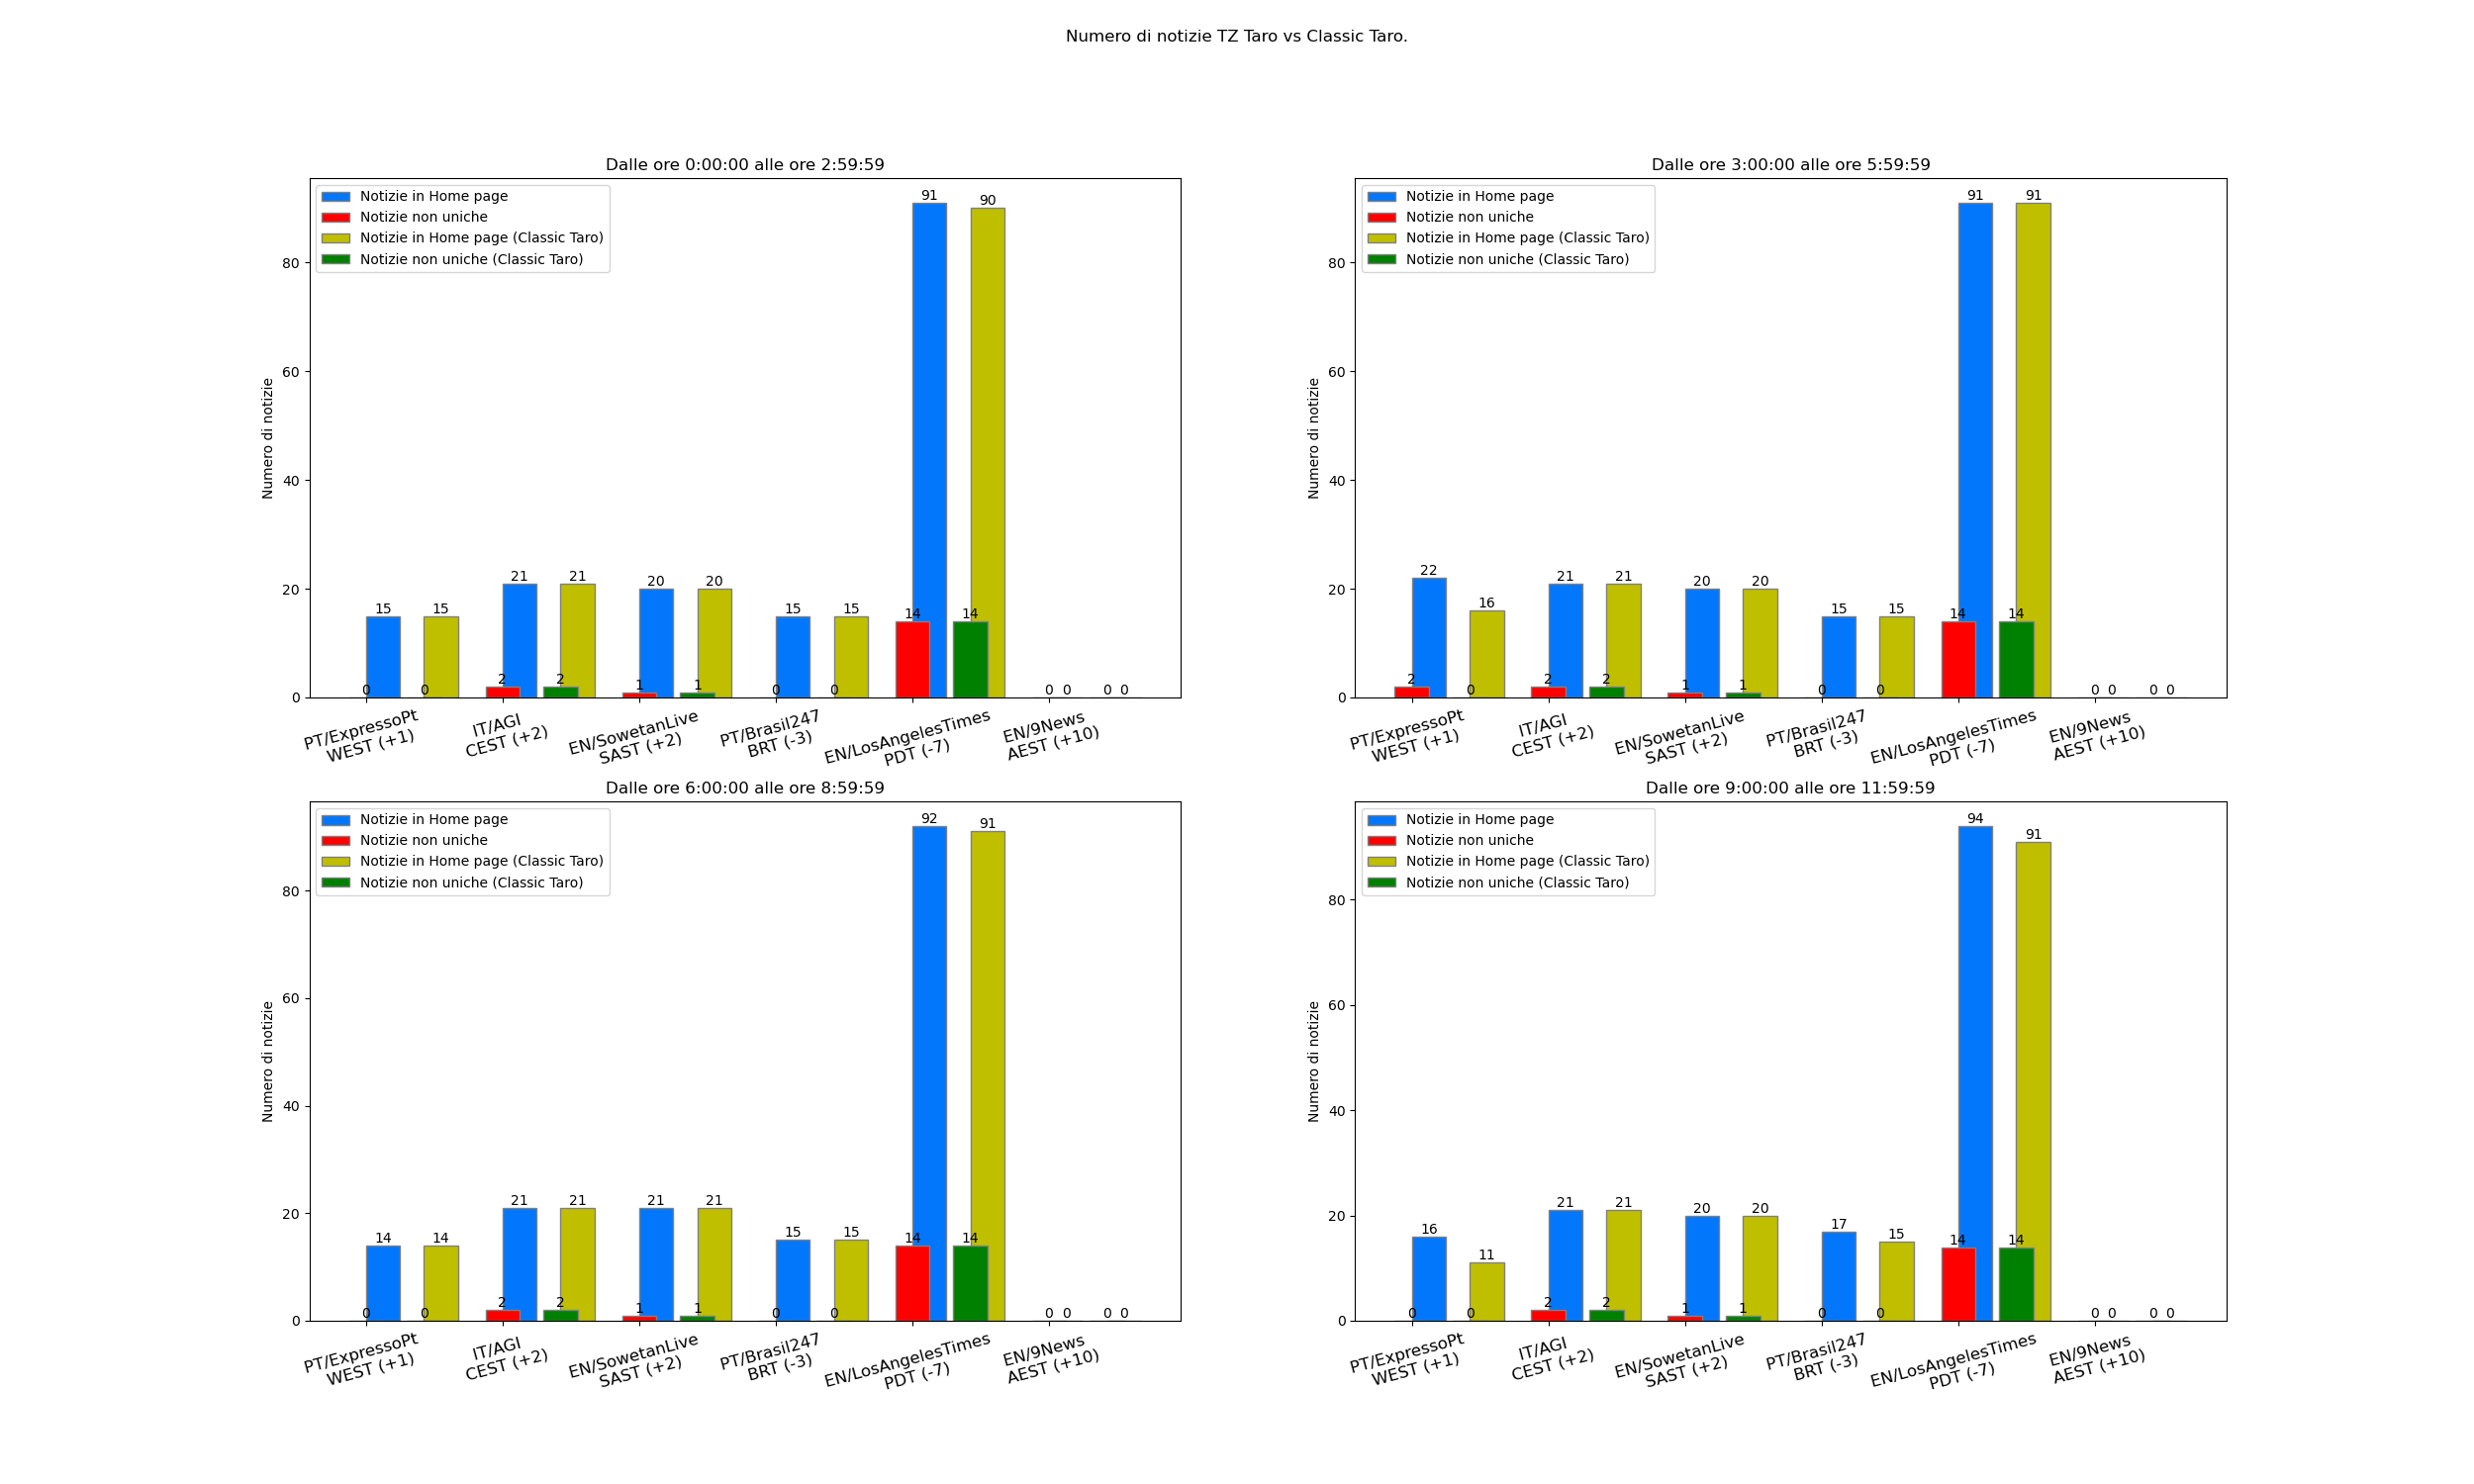 Numero di notizie TZ Taro vs Classic Taro.
Dalle ore 0:00:00 alle ore 2:59:59
Notizie in Home page
Notizie non uniche
Notizie in Home page (Classic Taro)
Notizie non uniche (Classic Taro)
Numero di notizie
80
60
40
20
0
15 15 21 21 20 20 15 15 91 90
0 0 2 2 1 1 0 0 14 14 0 0 0 0
PT/ExpressoPt
WEST (+1)
IT/AGI
CEST (+2)
EN/SowetanLive
SAST (+2)
PT/Brasil247
BRT (-3)
EN/LosAngelesTimes
PDT (-7)
EN/9News
AEST (+10)
Dalle ore 3:00:00 alle ore 5:59:59
Notizie in Home page
Notizie non uniche
Notizie in Home page (Classic Taro)
Notizie non uniche (Classic Taro)
Numero di notizie
80
60
40
20
0
22 16 21 21 20 20 15 15 91 91
2 0 2 2 1 1 0 0 14 14 0 0 0 0
PT/ExpressoPt
WEST (+1)
IT/AGI
CEST (+2)
EN/SowetanLive
SAST (+2)
PT/Brasil247
BRT (-3)
EN/LosAngelesTimes
PDT (-7)
EN/9News
AEST (+10)
Dalle ore 6:00:00 alle ore 8:59:59
Notizie in Home page
Notizie non uniche
Notizie in Home page (Classic Taro)
Notizie non uniche (Classic Taro)
Numero di notizie
80
60
40
20
0
14 14 21 21 21 21 15 15 92 91
0 0 2 2 1 1 0 0 14 14 0 0 0 0
PT/ExpressoPt
WEST (+1)
IT/AGI
CEST (+2)
EN/SowetanLive
SAST (+2)
PT/Brasil247
BRT (-3)
EN/LosAngelesTimes
PDT (-7)
EN/9News
AEST (+10)
Dalle ore 9:00:00 alle ore 11:59:59
Notizie in Home page
Notizie non uniche
Notizie in Home page (Classic Taro)
Notizie non uniche (Classic Taro)
Numero di notizie
80
60
40
20
0
16 11 21 21 20 20 17 15 94 91
0 0 2 2 1 1 0 0 14 14 0 0 0 0
PT/ExpressoPt
WEST (+1)
IT/AGI
CEST (+2)
EN/SowetanLive
SAST (+2)
PT/Brasil247
BRT (-3)
EN/LosAngelesTimes
PDT (-7)
EN/9News
AEST (+10)